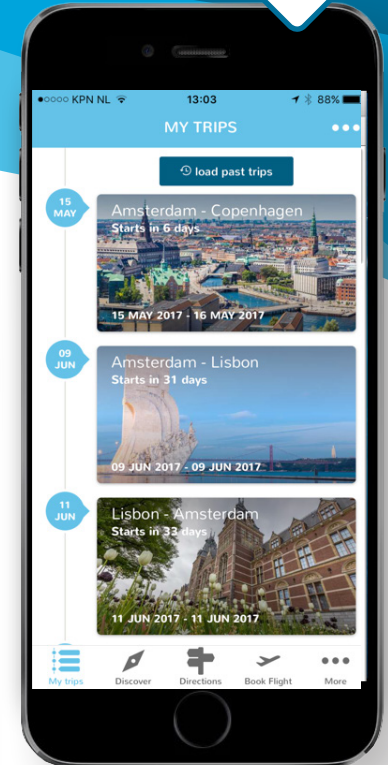 KPN NL 13:03 88%
MY TRIPS
load past trips
15
MAY
Amsterdam - Copenhagen
Starts in 6 days
15 MAY 2017 - 16 MAY 2017
09
JUN
Amsterdam - Lisbon
Starts in 31 days
09 JUN 2017 - 09 JUN 2017
11
JUN
Lisbon - Amsterdam
Starts in 33 days
11 JUN 2017 - 11 JUN 2017
My trips Discover Directions Book Flight More